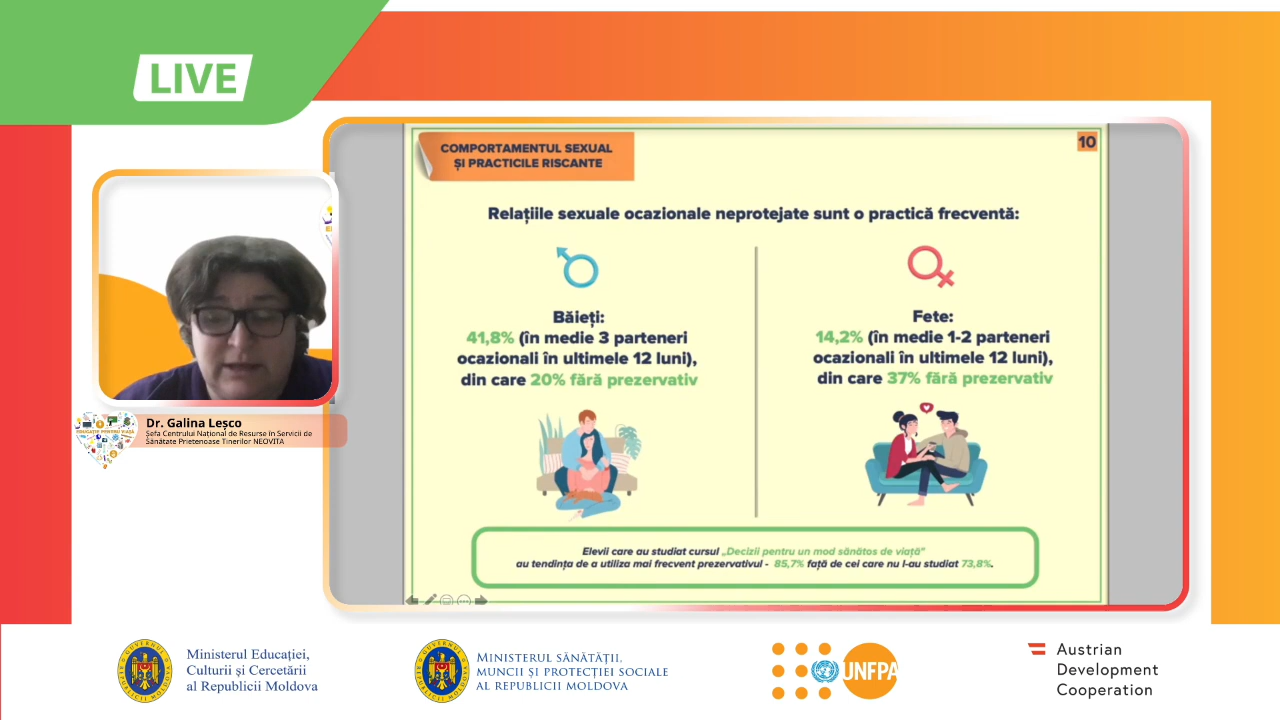 LIVE
COMPORTAMENTUL SEXUAL
ȘI PRACTICILE RISCANTE
10
Relațiile sexuale ocazionale neprotejate sunt o practică frecventă:
Băieți:
41,8% (în medie 3 parteneri
ocazionali în ultimele 12 luni),
din care 20% fără prezervativ
Fete:
14,2% (în medie 1-2 parteneri
ocazionali în ultimele 12 luni),
din care 37% fără prezervativ
Elevii care au studiat cursul „Decizii pentru un mod sănătos de viață”
au tendința de a utiliza mai frecvent prezervativul - 85,7% față de cei care nu l-au studiat 73,8%.
EDUCAȚIE PENTRU VIAȚĂ
Dr. Galina Leșco
Șefa Centrului Național de Resurse în Servicii de
Sănătate Prietenoase Tinerilor NEOVITA
Ministerul Educației,
Culturii și Cercetării
al Republicii Moldova
MINISTERUL SĂNĂTĂȚII,
MUNCII ȘI PROTECȚIEI SOCIALE
AL REPUBLICII MOLDOVA
UNFPA
Austrian
Development
Cooperation